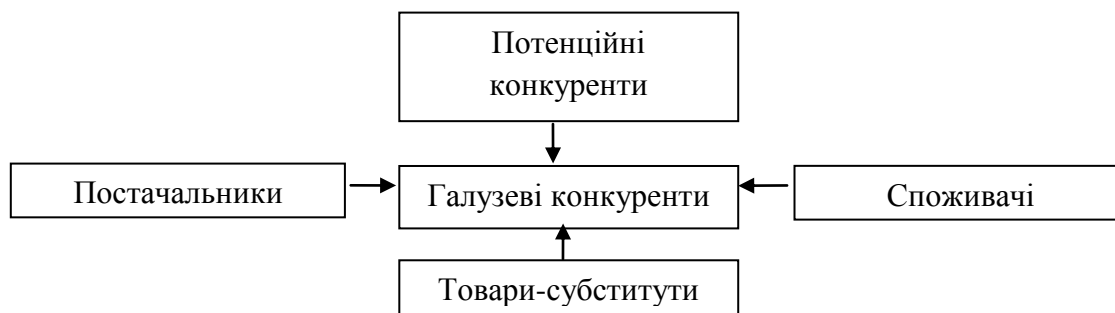 Потенційні
конкуренти
Постачальники
Галузеві конкуренти
Споживачі
Товари-субститути